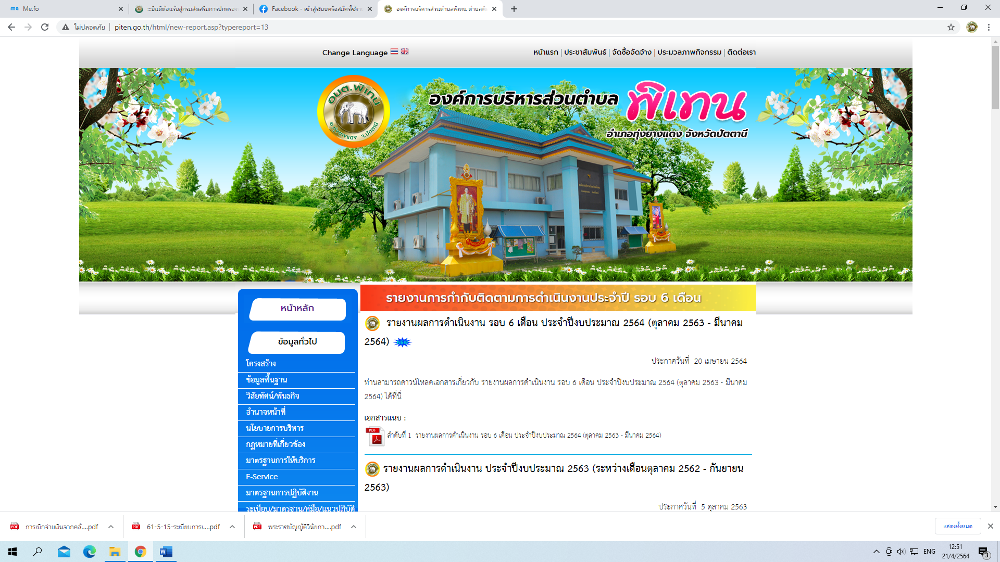 me Me.fo
:::ยินดีต้อนรับสู่กรมส่งเสริมการปกครอง
Facebook - เข้าสู่ระบบหรือสมัครใช้งาน
องค์การบริหารส่วนตำบลพิเทน ตำบลพิเ
ไม่ปลอดภัย
piten.go.th/html/new-report.asp?typereport=13
Change Language
หน้าแรก | ประชาสัมพันธ์ | จัดซื้อจัดจ้าง | ประมวลภาพกิจกรรม | ติดต่อเรา
อบต.พิเทน
อ.ทุ่งยางแดง จ.ปัตตานี
องค์การบริหารส่วนตำบล พิเทน
อำเภอทุ่งยางแดง จังหวัดปัตตานี
หน้าหลัก
ข้อมูลทั่วไป
โครงสร้าง
ข้อมูลพื้นฐาน
วิสัยทัศน์/พันธกิจ
อำนาจหน้าที่
นโยบายการบริหาร
กฏหมายที่เกี่ยวข้อง
มาตรฐานการให้บริการ
E-Service
มาตรฐานการปฏิบัติงาน
ระเบียบ/มาตรฐาน/คู่มือ/แนวปฏิบัติ
รายงานการกำกับติดตามการดำเนินงานประจำปี รอบ 6 เดือน
รายงานผลการดำเนินงาน รอบ 6 เดือน ประจำปีงบประมาณ 2564 (ตุลาคม 2563 - มีนาคม
2564) NEW
ประกาศวันที่ 20 เมษายน 2564
ท่านสามารถดาวน์โหลดเอกสารเกี่ยวกับ รายงานผลการดำเนินงาน รอบ 6 เดือน ประจำปีงบประมาณ 2564 (ตุลาคม 2563 - มีนาคม
2564) ได้ที่นี่
เอกสารแนบ :
PDF ลำดับที่ 1 รายงานผลการดำเนินงาน รอบ 6 เดือน ประจำปีงบประมาณ 2564 (ตุลาคม 2563 - มีนาคม 2564)
รายงานผลการดำเนินงาน ประจำปีงบประมาณ 2563 (ระหว่างเดือนตุลาคม 2562 - กันยายน
2563)
ประกาศวันที่ 5 ตุลาคม 2563
PDF การเบิกจ่ายเงินจากคลั....pdf
PDF 61-5-15-ระเบียบการเ....pdf
PDF พระราชบัญญัติวินัยกา....pdf
แสดงทั้งหมด
ENG
12:51
21/4/2564
3